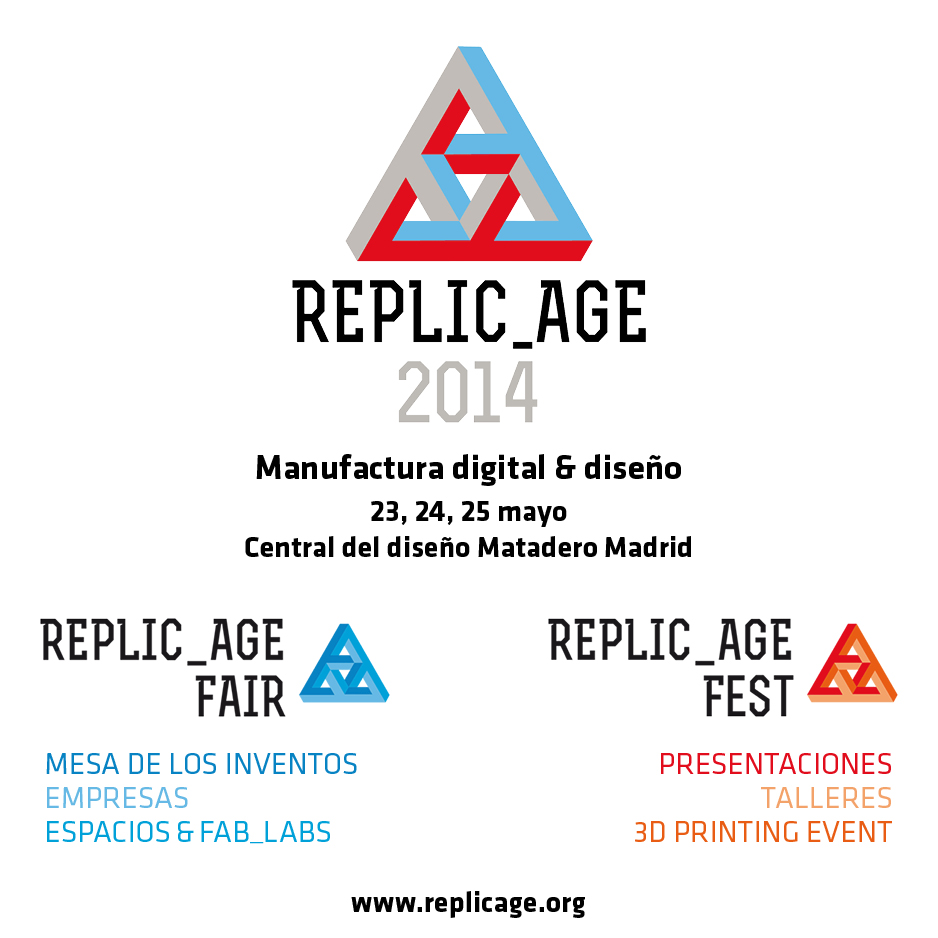 REPLIC_AGE
2014
Manufactura digital & diseño
23, 24, 25 mayo
Central del diseño Matadero Madrid
REPLIC_AGE
FAIR
MESA DE LOS INVENTOS
EMPRESAS
ESPACIOS & FAB_LABS
REPLIC_AGE
FEST
PRESENTACIONES
TALLERES
3D PRINTING EVENT
www.replicage.org